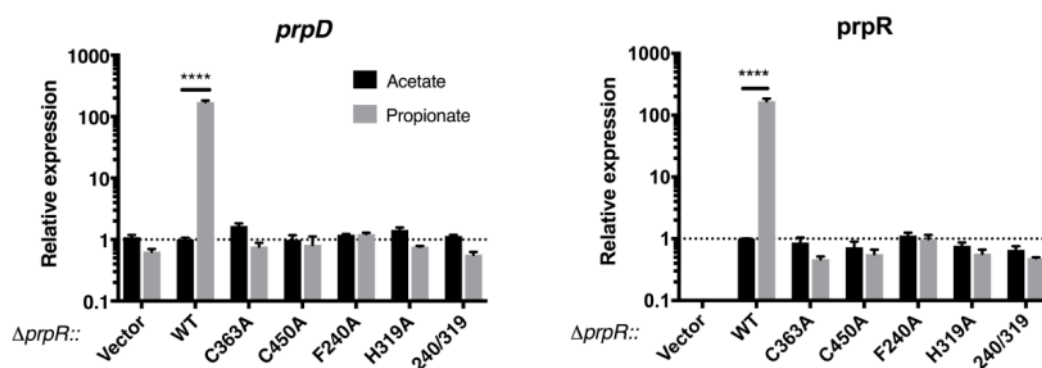 prpD
1000
100
10
1
0.1
Relative expression
****
Acetate
Propionate
ΔprpR::
Vector
WT
C363A
C450A
F240A
H319A
240/319
prpR
1000
100
10
1
0.1
Relative expression
****
ΔprpR::
Vector
WT
C363A
C450A
F240A
H319A
240/319